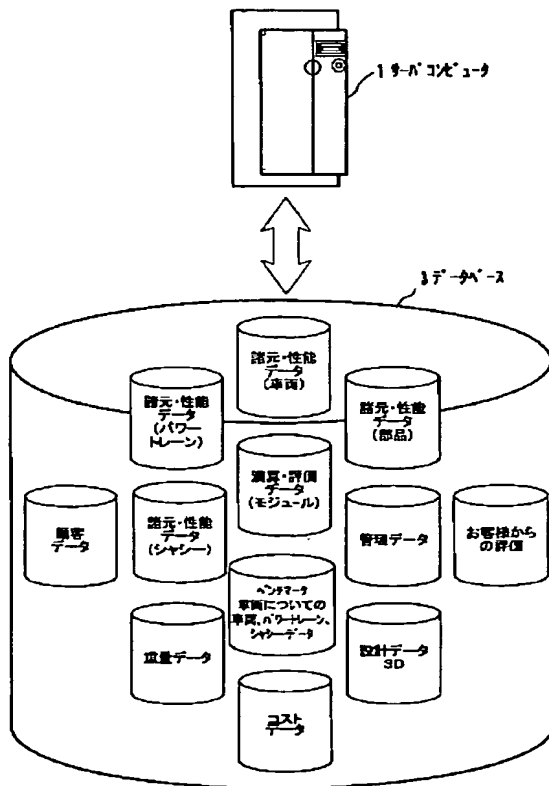 1 サーバコンピュータ
3 データベース
諸元・性能
データ
(車両)
諸元・性能
データ
(パワー
トレーン)
諸元・性能
データ
(部品)
演算・評価
データ
(モジュール)
顧客
データ
諸元・性能
データ
(シャシー)
管理データ
お客様から
の評価
ベンチマータ
車両についての
車両、パワートレーン、
シャシーデータ
重量データ
設計データ
3D
コスト
データ